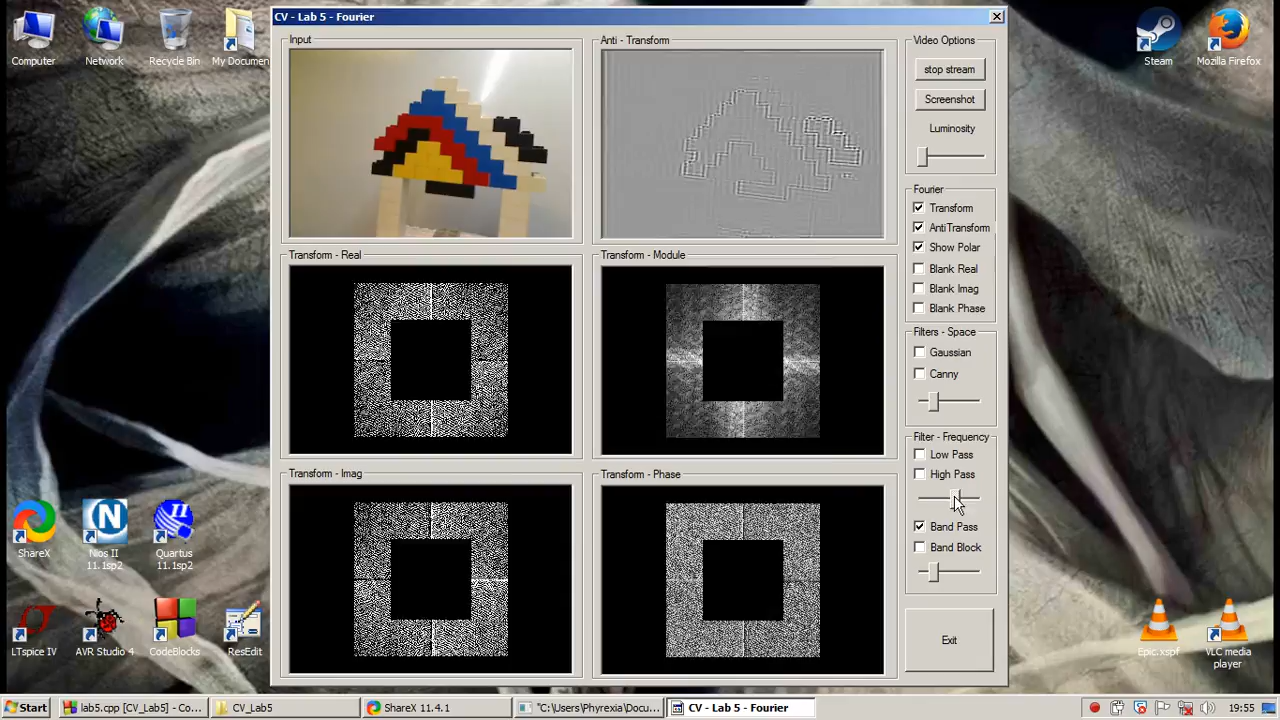 CV - Lab 5 - Fourier
Computer
Network
Recycle Bin
My Documen
Steam
Mozilla Firefox
Input
Anti - Transform
Video Options
stop stream
Screenshot
Luminosity
Fourier
Transform
AntiTransform
Show Polar
Blank Real
Blank Imag
Blank Phase
Transform - Real
Transform - Module
Filters - Space
Gaussian
Canny
Filter - Frequency
Low Pass
High Pass
Band Pass
Band Block
Transform - Imag
Transform - Phase
Exit
ShareX
Nios II
11.1sp2
Quartus
11.1sp2
LTspice IV
AVR Studio 4
CodeBlocks
ResEdit
Epic.xspf
VLC media
player
Start
lab5.cpp [CV_Lab5] - Co...
CV_Lab5
ShareX 11.4.1
"C:\Users\Phyrexia\Docu...
CV - Lab 5 - Fourier
19:55